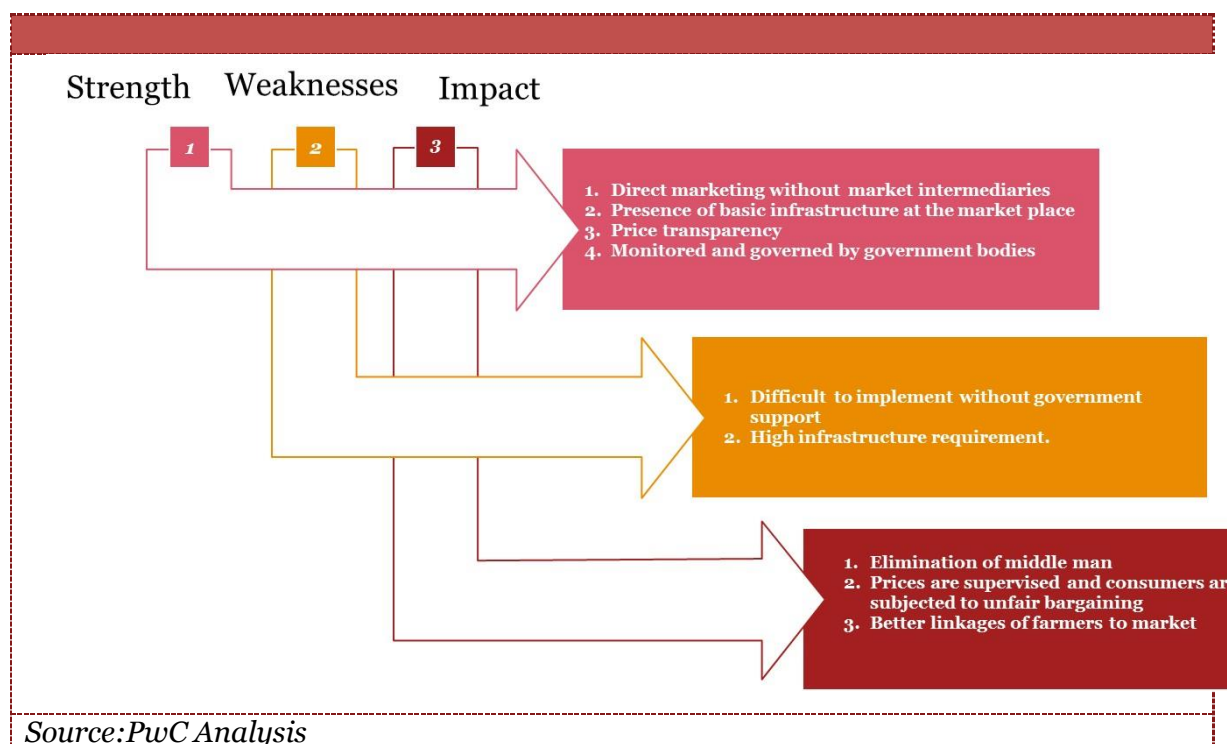 Strength
Weaknesses
Impact
1
2
3
1. Direct marketing without market intermediaries
2. Presence of basic infrastructure at the market place
3. Price transparency
4. Monitored and governed by government bodies
1. Difficult to implement without government
support
2. High infrastructure requirement.
1. Elimination of middle man
2. Prices are supervised and consumers
subjected to unfair bargaining
3. Better linkages of farmers to market
Source:PwC Analysis